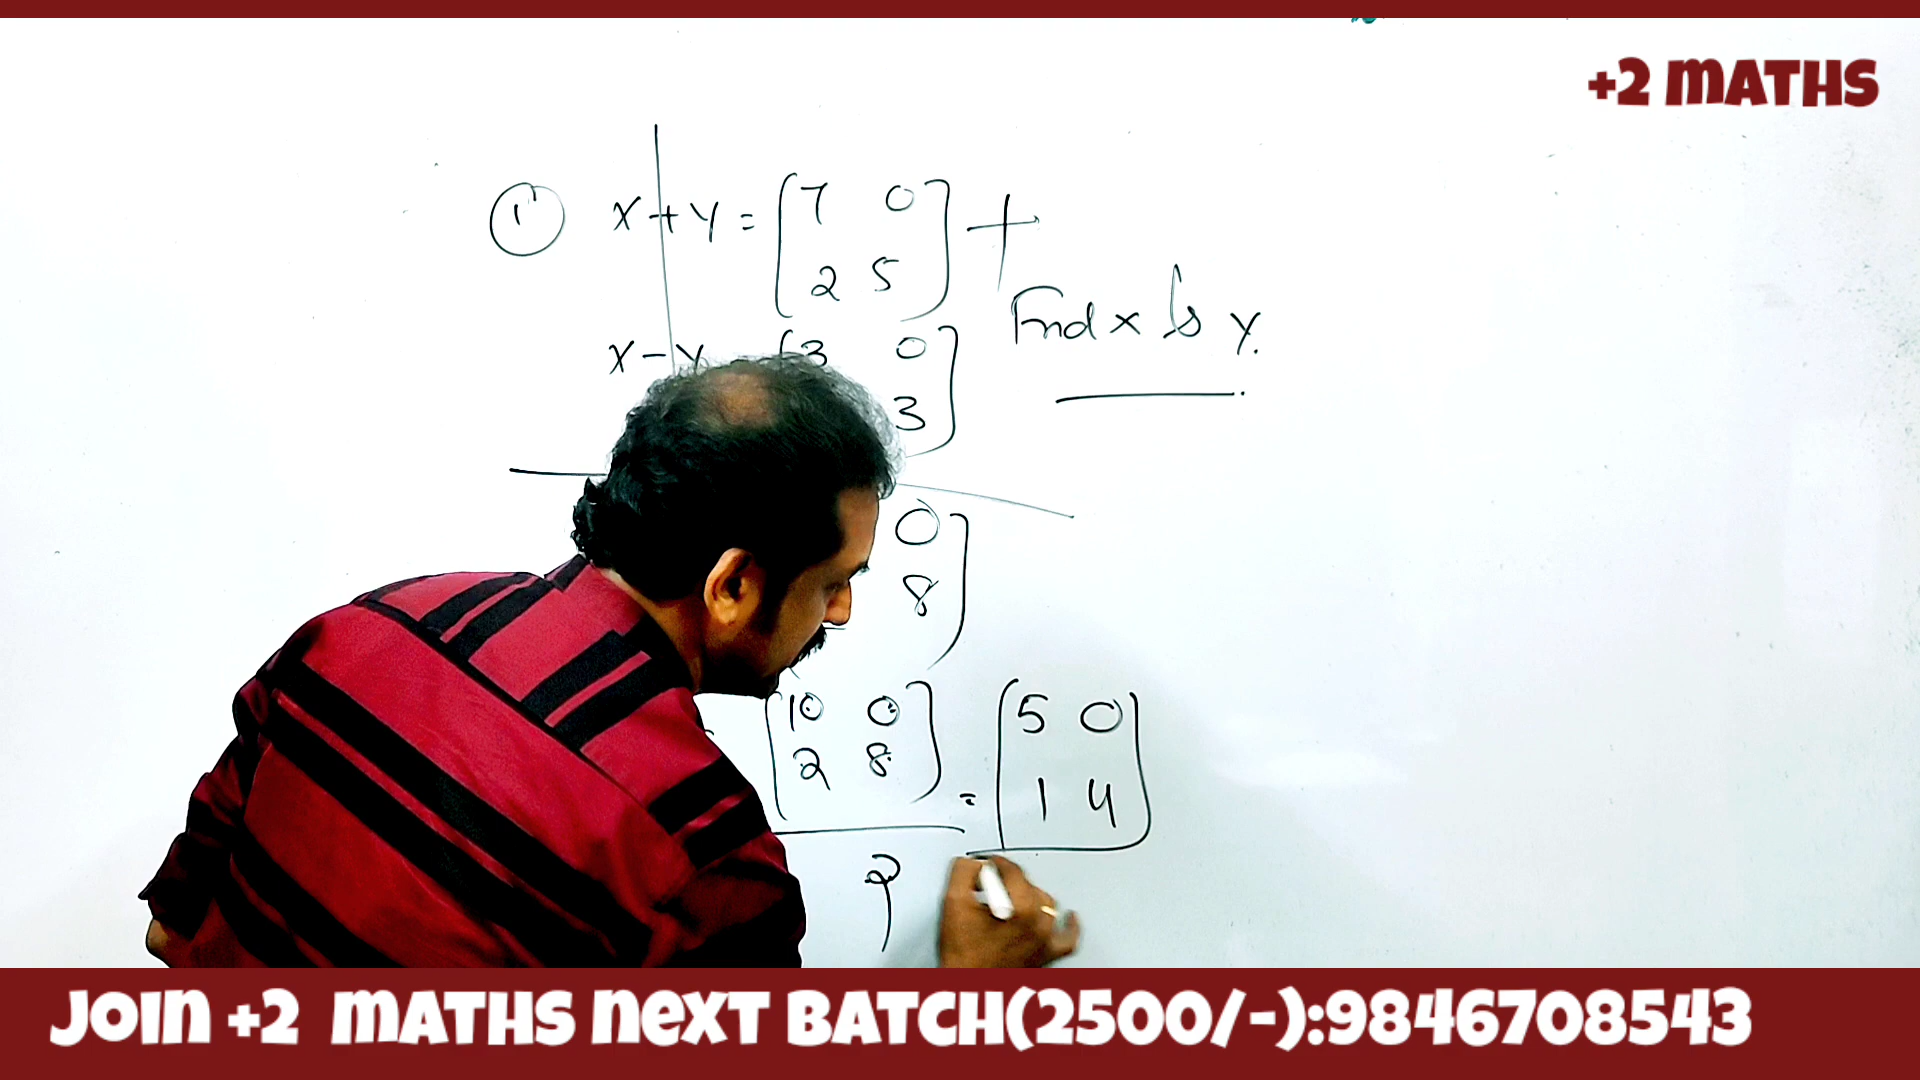 +2 MATHS
1 x + y = [7 0
2 5]
Find x & y.
x - y [3 0
3]
0
8]
[10 0
2 8] = [5 0
1 4]
2
JOIN +2 MATHS NEXT BATCH(2500/-):9846708543